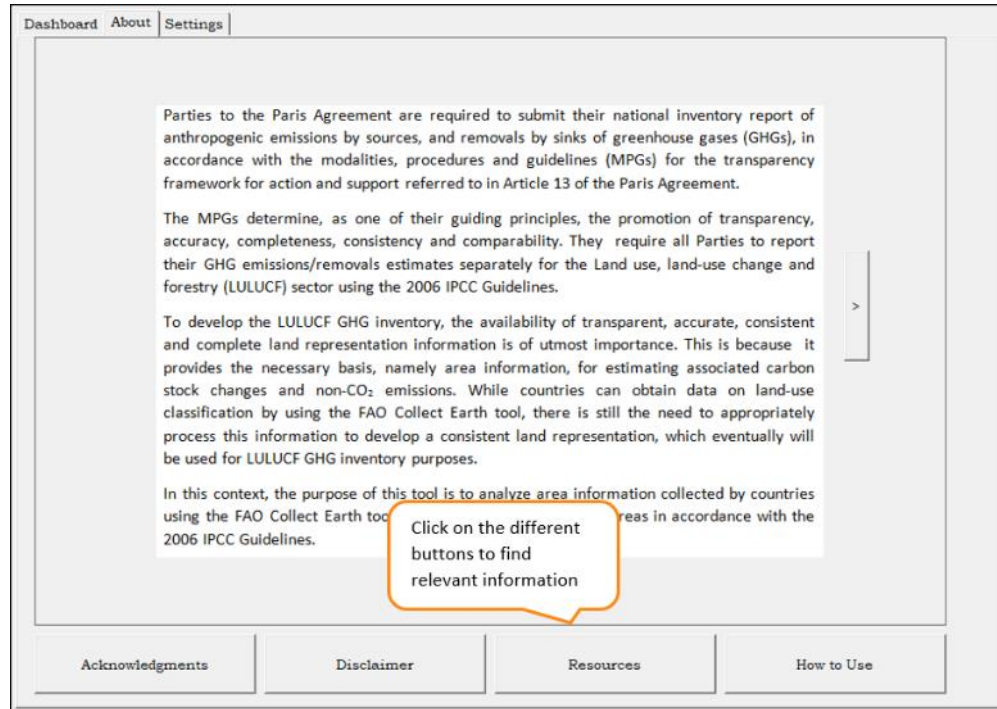 Dashboard About Settings
Parties to the Paris Agreement are required to submit their national inventory report of
anthropogenic emissions by sources, and removals by sinks of greenhouse gases (GHGs), in
accordance with the modalities, procedures and guidelines (MPGs) for the transparency
framework for action and support referred to in Article 13 of the Paris Agreement.
The MPGs determine, as one of their guiding principles, the promotion of transparency,
accuracy, completeness, consistency and comparability. They require all Parties to report
their GHG emissions/removals estimates separately for the Land use, land-use change and
forestry (LULUCF) sector using the 2006 IPCC Guidelines.
To develop the LULUCF GHG inventory, the availability of transparent, accurate, consistent
and complete land representation information is of utmost importance. This is because it
provides the necessary basis, namely area information, for estimating associated carbon
stock changes and non-CO₂ emissions. While countries can obtain data on land-use
classification by using the FAO Collect Earth tool, there is still the need to appropriately
process this information to develop a consistent land representation, which eventually will
be used for LULUCF GHG inventory purposes.
In this context, the purpose of this tool is to analyze area information collected by countries
using the FAO Collect Earth too reas in accordance with the
2006 IPCC Guidelines.
>
Click on the different
buttons to find
relevant information
Acknowledgments Disclaimer Resources How to Use